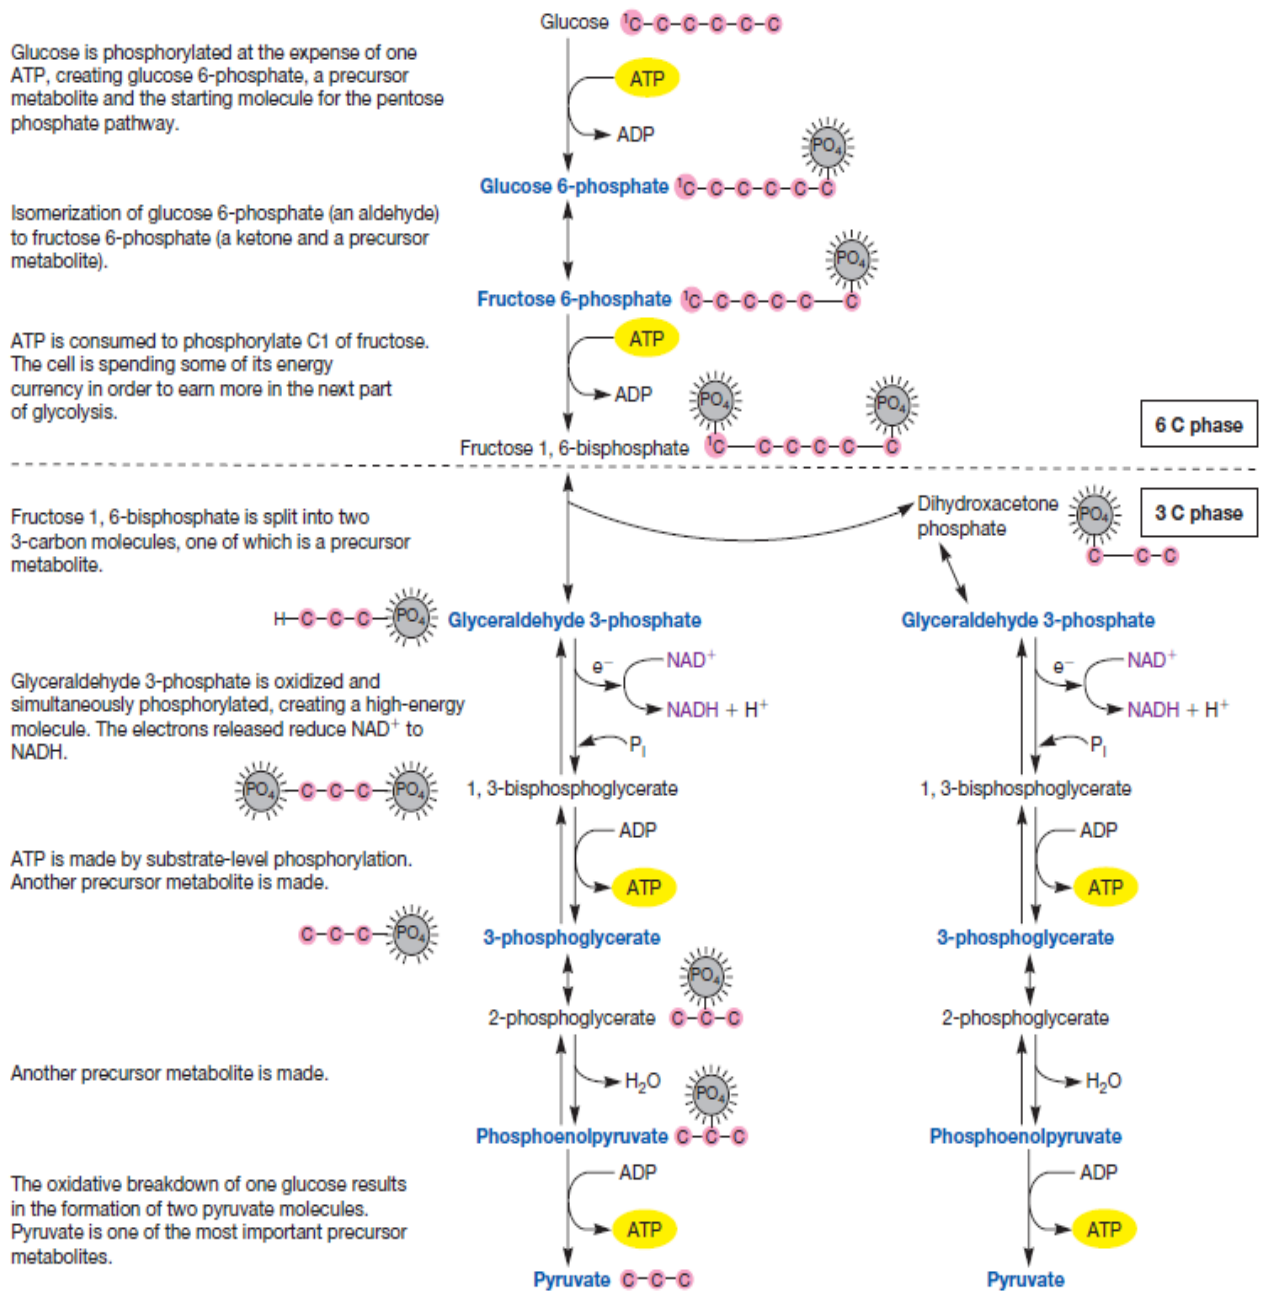 Glucose ¹C–C–C–C–C–C
Glucose is phosphorylated at the expense of one
ATP, creating glucose 6-phosphate, a precursor
metabolite and the starting molecule for the pentose
phosphate pathway.
ATP
ADP
PO₄
Glucose 6-phosphate ¹C–C–C–C–C–C
Isomerization of glucose 6-phosphate (an aldehyde)
to fructose 6-phosphate (a ketone and a precursor
metabolite).
PO₄
Fructose 6-phosphate ¹C–C–C–C–C–C
ATP is consumed to phosphorylate C1 of fructose.
The cell is spending some of its energy
currency in order to earn more in the next part
of glycolysis.
ATP
ADP
PO₄ PO₄
6 C phase
Fructose 1, 6-bisphosphate ¹C–C–C–C–C–C
3 C phase
Dihydroxacetone
phosphate
PO₄
C–C–C
Fructose 1, 6-bisphosphate is split into two
3-carbon molecules, one of which is a precursor
metabolite.
H–C–C–C–PO₄ Glyceraldehyde 3-phosphate Glyceraldehyde 3-phosphate
Glyceraldehyde 3-phosphate is oxidized and
simultaneously phosphorylated, creating a high-energy
molecule. The electrons released reduce NAD⁺ to
NADH.
e⁻ NAD⁺ e⁻ NAD⁺
NADH + H⁺ NADH + H⁺
Pᵢ Pᵢ
PO₄–C–C–C–PO₄ 1, 3-bisphosphoglycerate 1, 3-bisphosphoglycerate
ATP is made by substrate-level phosphorylation.
Another precursor metabolite is made.
ADP ADP
ATP ATP
C–C–C–PO₄ 3-phosphoglycerate 3-phosphoglycerate
PO₄
2-phosphoglycerate C–C–C 2-phosphoglycerate
Another precursor metabolite is made.
H₂O PO₄ H₂O
Phosphoenolpyruvate C–C–C Phosphoenolpyruvate
The oxidative breakdown of one glucose results
in the formation of two pyruvate molecules.
Pyruvate is one of the most important precursor
metabolites.
ADP ADP
ATP ATP
Pyruvate C–C–C Pyruvate